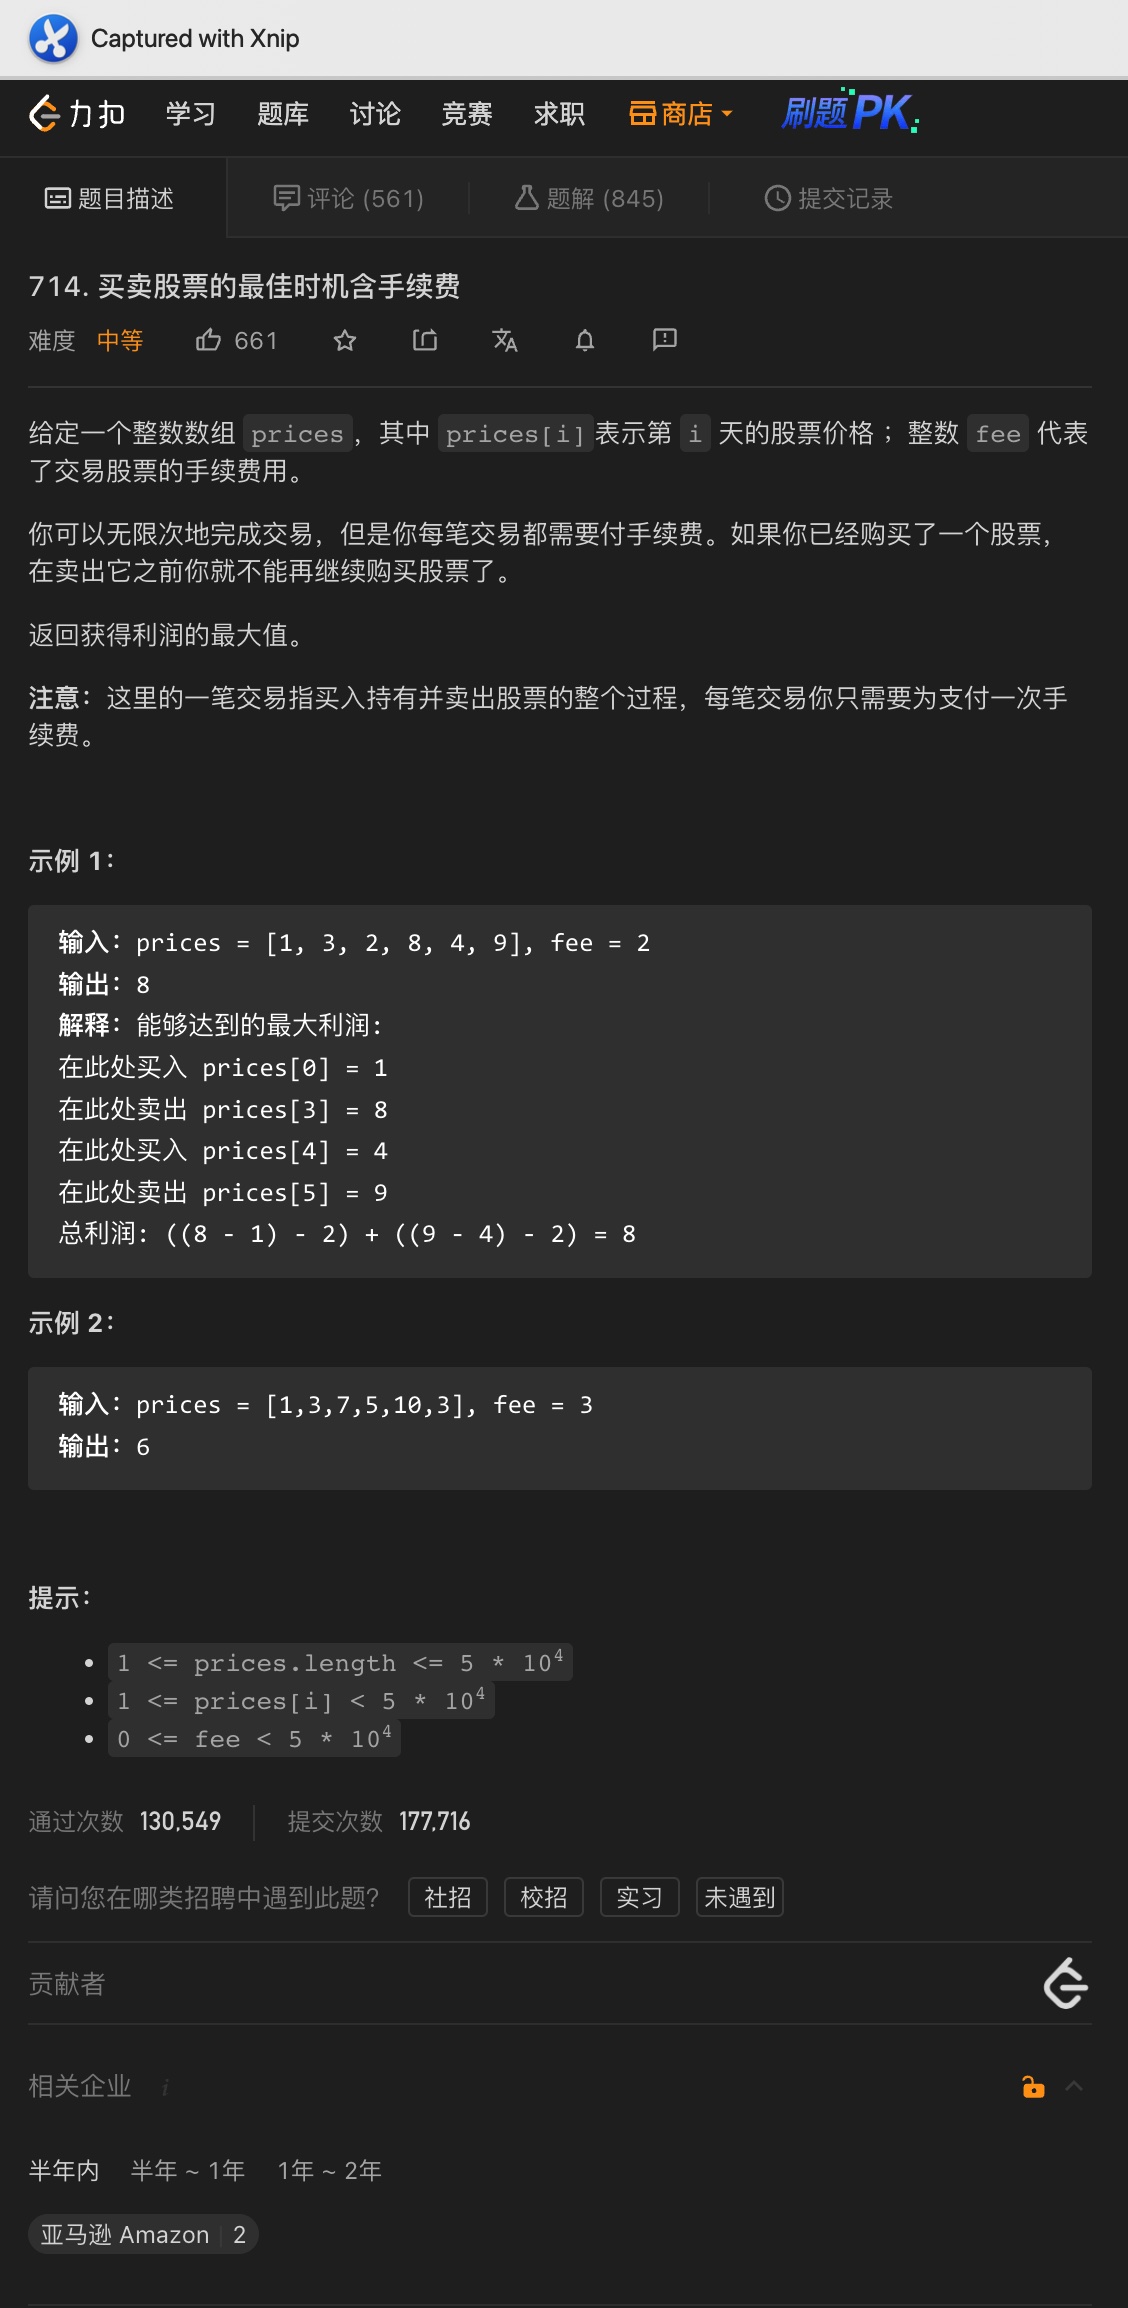 Captured with Xnip
力扣 学习 题库 讨论 竞赛 求职 商店 刷题PK
题目描述 评论 (561) 题解 (845) 提交记录
714. 买卖股票的最佳时机含手续费
难度 中等 661
给定一个整数数组 prices，其中 prices[i]表示第 i 天的股票价格 ；整数 fee 代表
了交易股票的手续费用。
你可以无限次地完成交易，但是你每笔交易都需要付手续费。如果你已经购买了一个股票，
在卖出它之前你就不能再继续购买股票了。
返回获得利润的最大值。
注意：这里的一笔交易指买入持有并卖出股票的整个过程，每笔交易你只需要为支付一次手
续费。
示例 1：
输入：prices = [1, 3, 2, 8, 4, 9], fee = 2
输出：8
解释：能够达到的最大利润:
在此处买入 prices[0] = 1
在此处卖出 prices[3] = 8
在此处买入 prices[4] = 4
在此处卖出 prices[5] = 9
总利润: ((8 - 1) - 2) + ((9 - 4) - 2) = 8
示例 2：
输入：prices = [1,3,7,5,10,3], fee = 3
输出：6
提示：
1 <= prices.length <= 5 * 10⁴
1 <= prices[i] < 5 * 10⁴
0 <= fee < 5 * 10⁴
通过次数 130,549 提交次数 177,716
请问您在哪类招聘中遇到此题? 社招 校招 实习 未遇到
贡献者
相关企业 i
半年内 半年 ~ 1年 1年 ~ 2年
亚马逊 Amazon 2